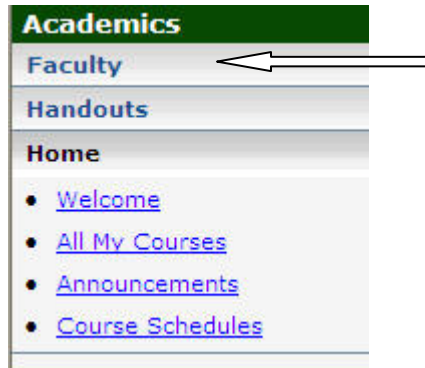 Academics
Faculty
Handouts
Home
Welcome
All My Courses
Announcements
Course Schedules